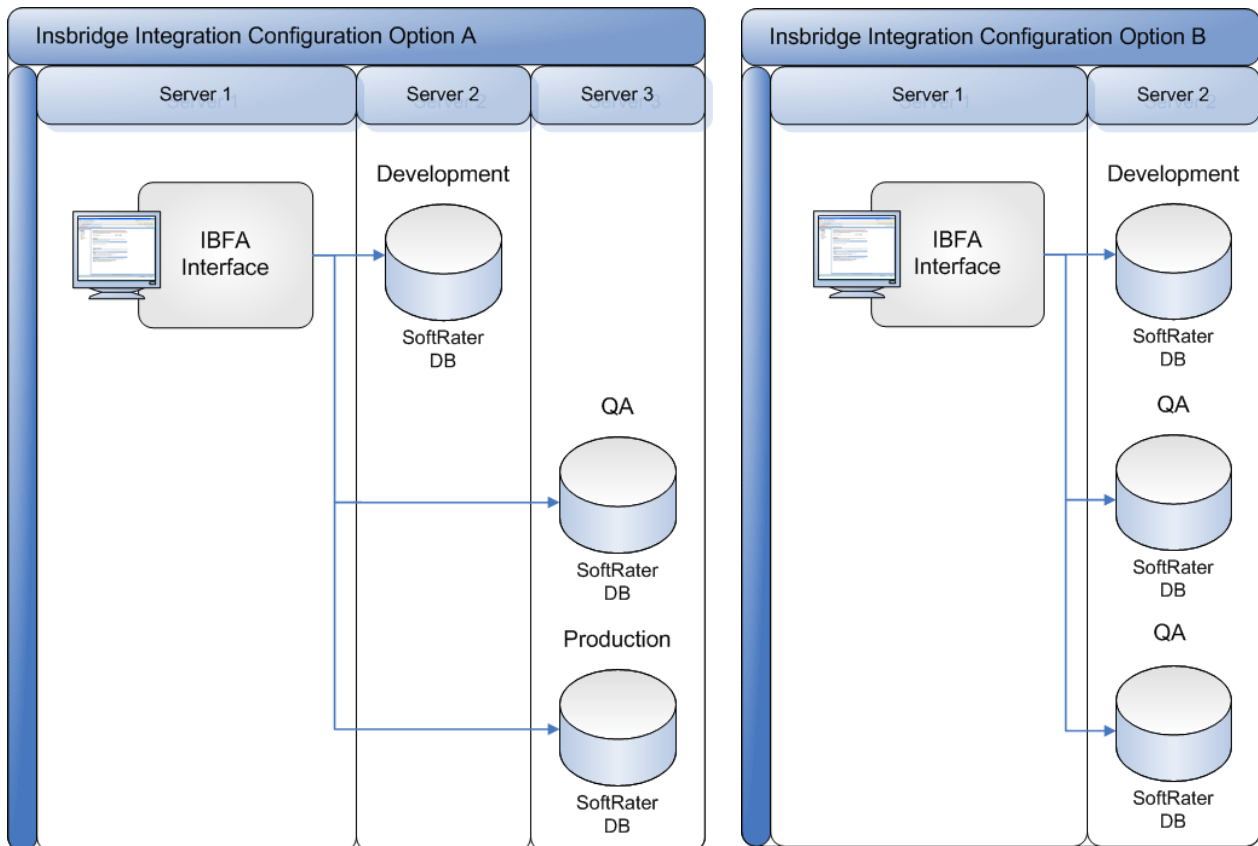 Insbridge Integration Configuration Option A
Server 1
Server 2
Server 3
IBFA
Interface
Development
SoftRater
DB
QA
SoftRater
DB
Production
SoftRater
DB
Insbridge Integration Configuration Option B
Server 1
Server 2
IBFA
Interface
Development
SoftRater
DB
QA
SoftRater
DB
QA
SoftRater
DB